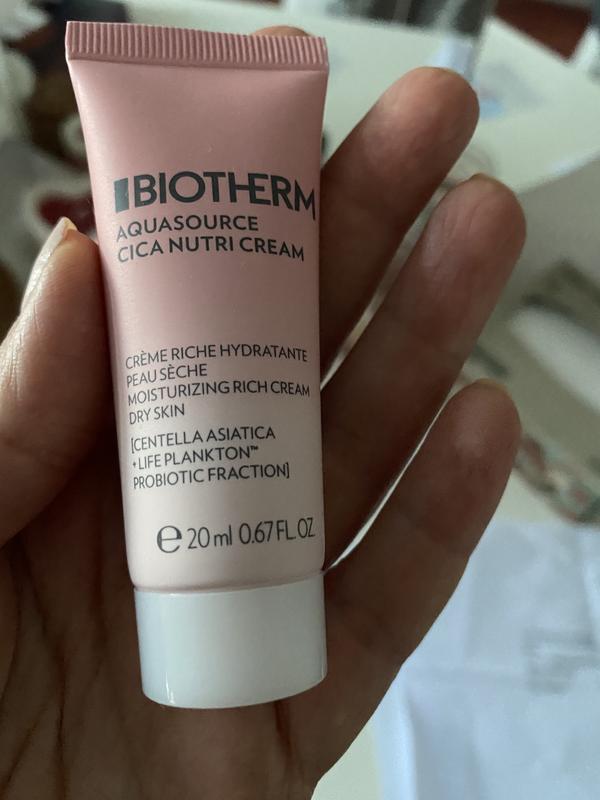 BIOTHERM
AQUASOURCE
CICA NUTRI CREAM
CRÈME RICHE HYDRATANTE
PEAU SÈCHE
MOISTURIZING RICH CREAM
DRY SKIN
[CENTELLA ASIATICA
+ LIFE PLANKTON™
PROBIOTIC FRACTION]
℮ 20 ml 0.67 FL. OZ